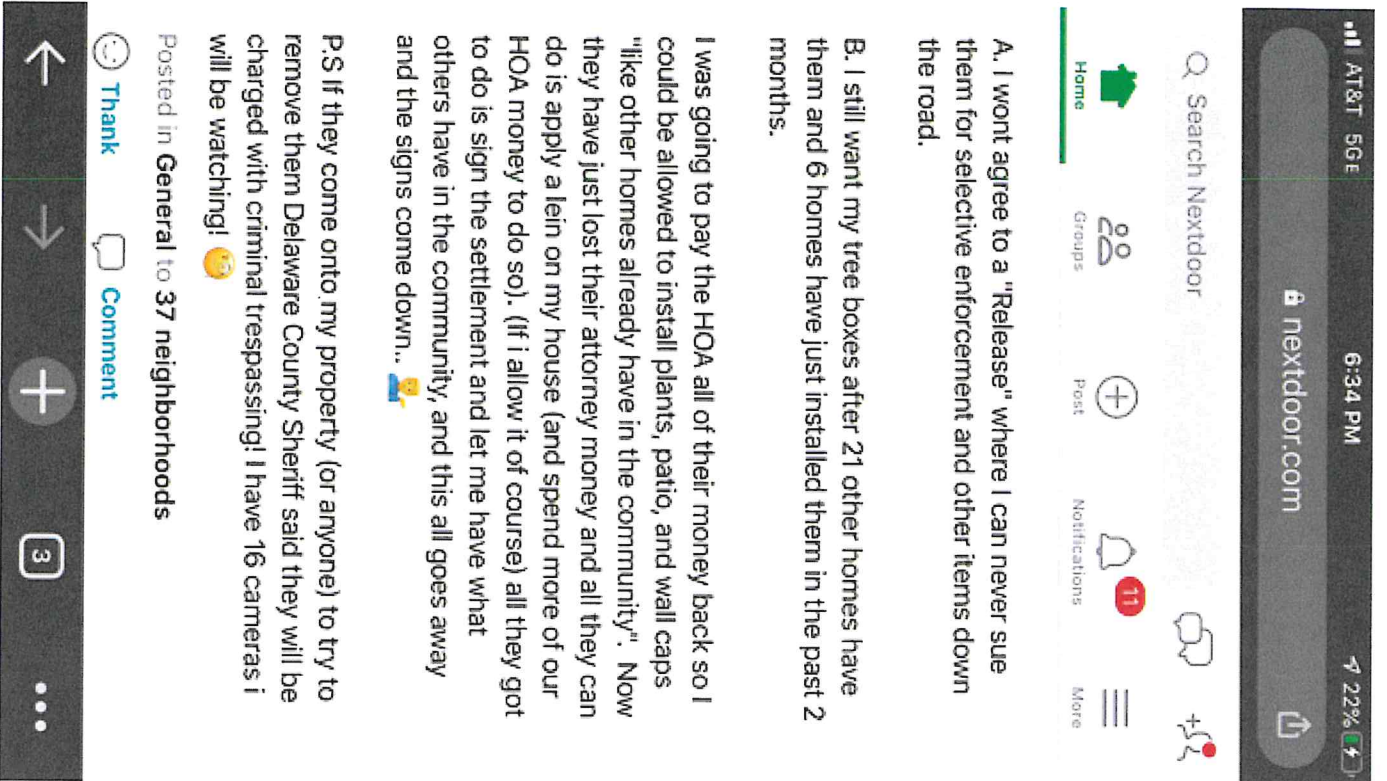 AT&T 5GE 6:34 PM 22%
nextdoor.com
Search Nextdoor
Home Groups Post Notifications 11 More
A. I wont agree to a "Release" where I can never sue
them for selective enforcement and other items down
the road.
B. I still want my tree boxes after 21 other homes have
them and 6 homes have just installed them in the past 2
months.
I was going to pay the HOA all of their money back so I
could be allowed to install plants, patio, and wall caps
"like other homes already have in the community". Now
they have just lost their attorney money and all they can
do is apply a lein on my house (and spend more of our
HOA money to do so). (If i allow it of course) all they got
to do is sign the settlement and let me have what
others have in the community, and this all goes away
and the signs come down..
P.S If they come onto my property (or anyone) to try to
remove them Delaware County Sheriff said they will be
charged with criminal trespassing! I have 16 cameras i
will be watching!
Posted in General to 37 neighborhoods
Thank Comment
3